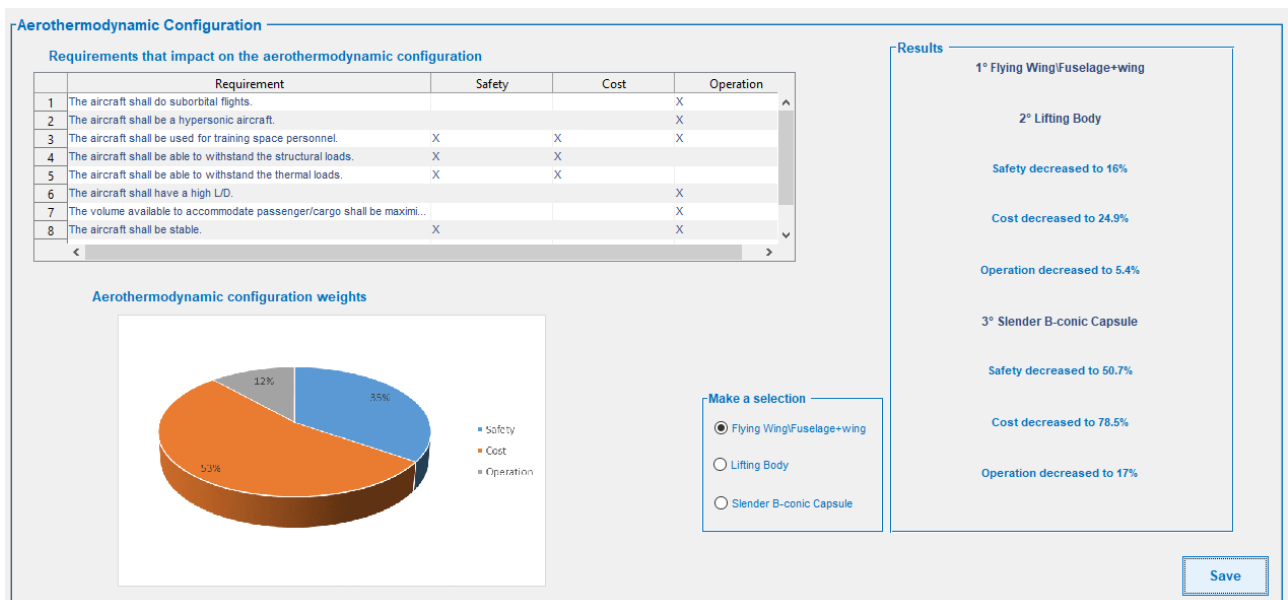 Aerothermodynamic Configuration
Requirements that impact on the aerothermodynamic configuration
Requirement Safety Cost Operation
1 The aircraft shall do suborbital flights. X
2 The aircraft shall be a hypersonic aircraft. X
3 The aircraft shall be used for training space personnel. X X X
4 The aircraft shall be able to withstand the structural loads. X X
5 The aircraft shall be able to withstand the thermal loads. X X
6 The aircraft shall have a high L/D. X
7 The volume available to accommodate passenger/cargo shall be maximi... X
8 The aircraft shall be stable. X X
Aerothermodynamic configuration weights
12%
35%
53%
Safety
Cost
Operation
Make a selection
Flying Wing\Fuselage+wing
Lifting Body
Slender B-conic Capsule
Results
1° Flying Wing\Fuselage+wing
2° Lifting Body
Safety decreased to 16%
Cost decreased to 24.9%
Operation decreased to 5.4%
3° Slender B-conic Capsule
Safety decreased to 50.7%
Cost decreased to 78.5%
Operation decreased to 17%
Save